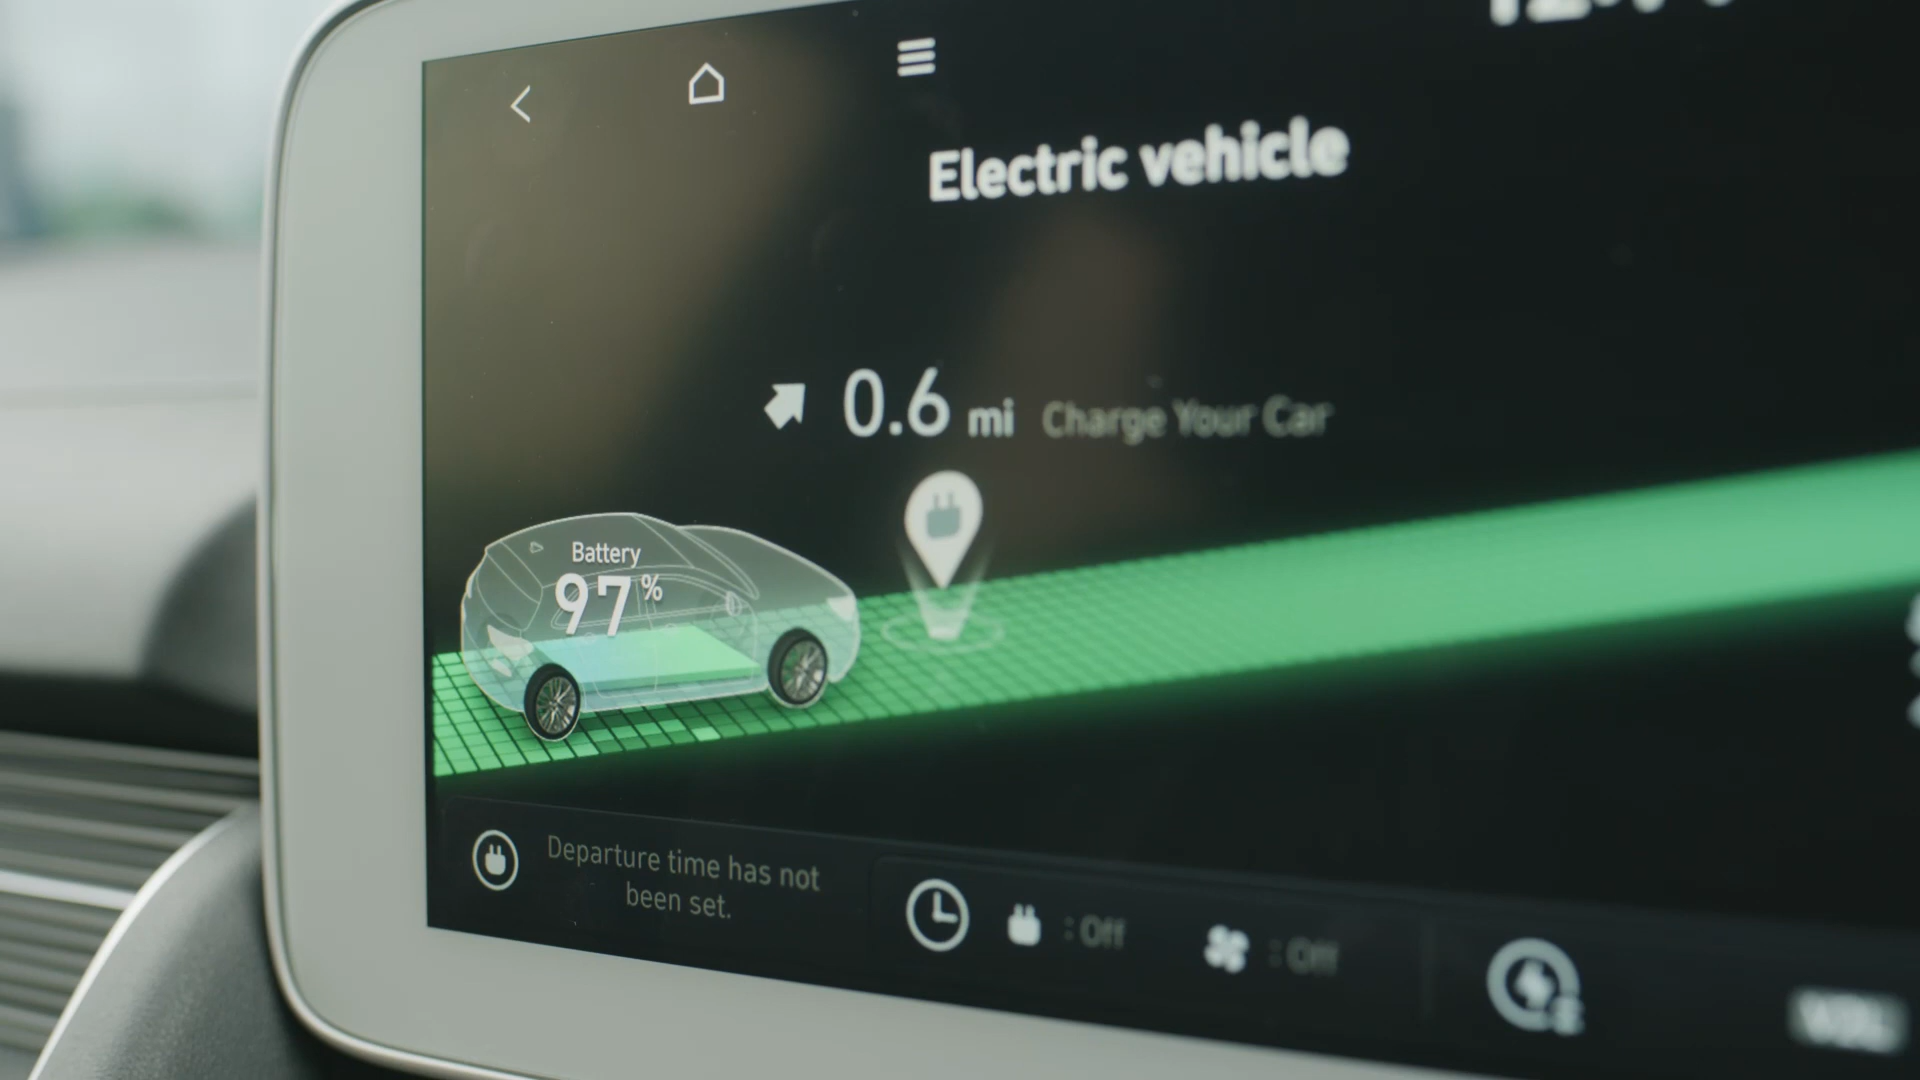 Electric vehicle
0.6 mi Charge Your Car
Battery
97%
Departure time has not
been set.
: Off
: Off